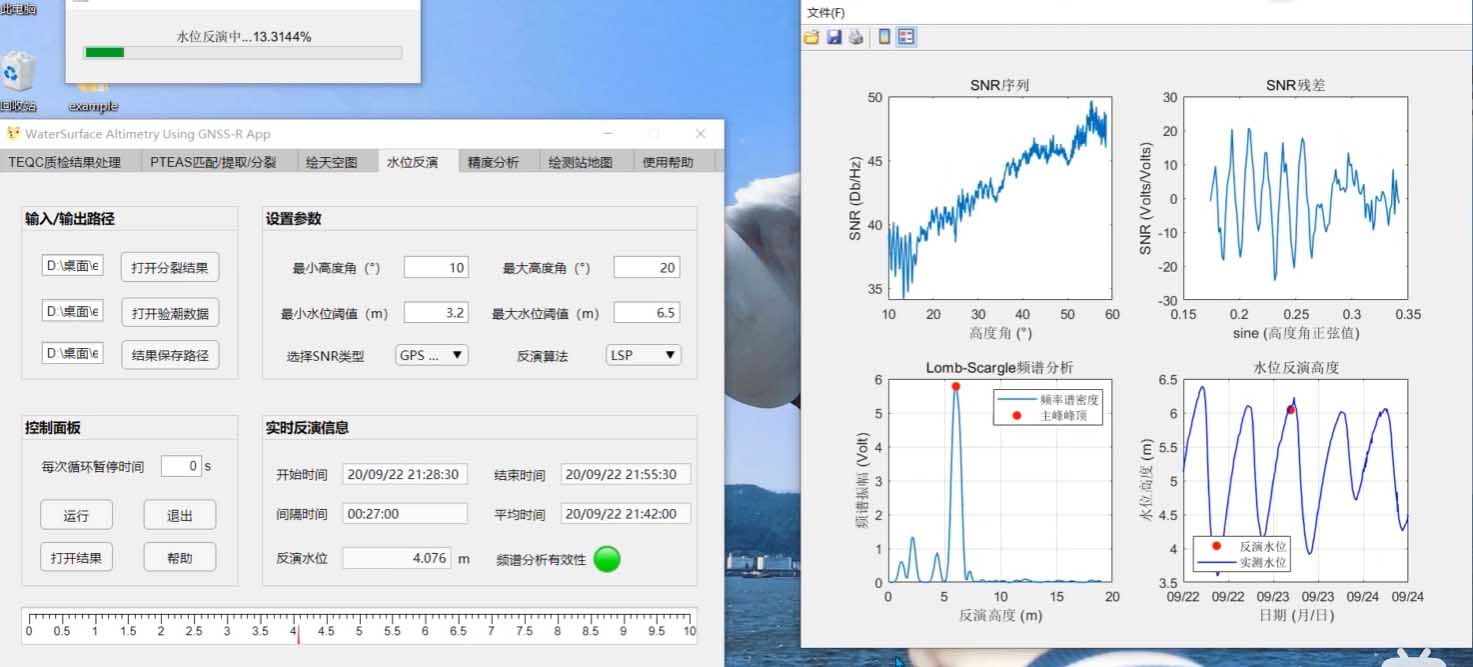 此电脑
水位反演中...13.3144%
回收站
example
WaterSurface Altimetry Using GNSS-R App
TEQC质检结果处理 PTEAS匹配/提取/分裂 绘天空图 水位反演 精度分析 绘测站地图 使用帮助
输入/输出路径
D:\桌面\e 打开分裂结果
D:\桌面\e 打开验潮数据
D:\桌面\e 结果保存路径
设置参数
最小高度角 (°) 10 最大高度角 (°) 20
最小水位阈值 (m) 3.2 最大水位阈值 (m) 6.5
选择SNR类型 GPS ... 反演算法 LSP
控制面板
每次循环暂停时间 0 s
运行 退出
打开结果 帮助
实时反演信息
开始时间 20/09/22 21:28:30 结束时间 20/09/22 21:55:30
间隔时间 00:27:00 平均时间 20/09/22 21:42:00
反演水位 4.076 m 频谱分析有效性
0 0.5 1 1.5 2 2.5 3 3.5 4 4.5 5 5.5 6 6.5 7 7.5 8 8.5 9 9.5 10
文件(F)
SNR序列
SNR (Db/Hz)
50
45
40
35
10 20 30 40 50 60
高度角 (°)
SNR残差
SNR (Volts/Volts)
30
20
10
0
-10
-20
-30
0.15 0.2 0.25 0.3 0.35
sine (高度角正弦值)
Lomb-Scargle频谱分析
频谱振幅 (Volt)
6
5
4
3
2
1
0
频率谱密度
主峰峰顶
0 5 10 15 20
反演高度 (m)
水位反演高度
水位高度 (m)
6.5
6
5.5
5
4.5
4
3.5
反演水位
实测水位
09/22 09/22 09/23 09/23 09/24 09/24
日期 (月/日)